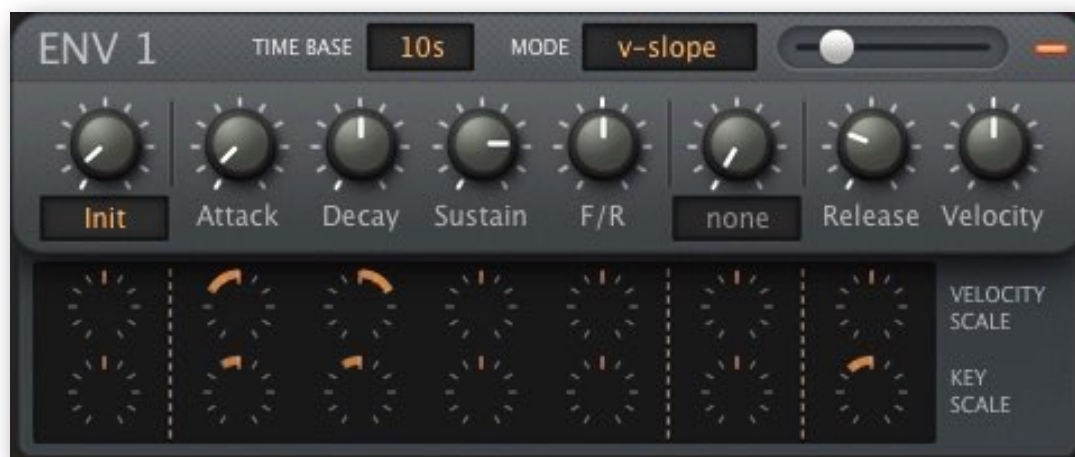 ENV 1 TIME BASE 10s MODE v-slope
Init Attack Decay Sustain F/R none Release Velocity
VELOCITY
SCALE
KEY
SCALE